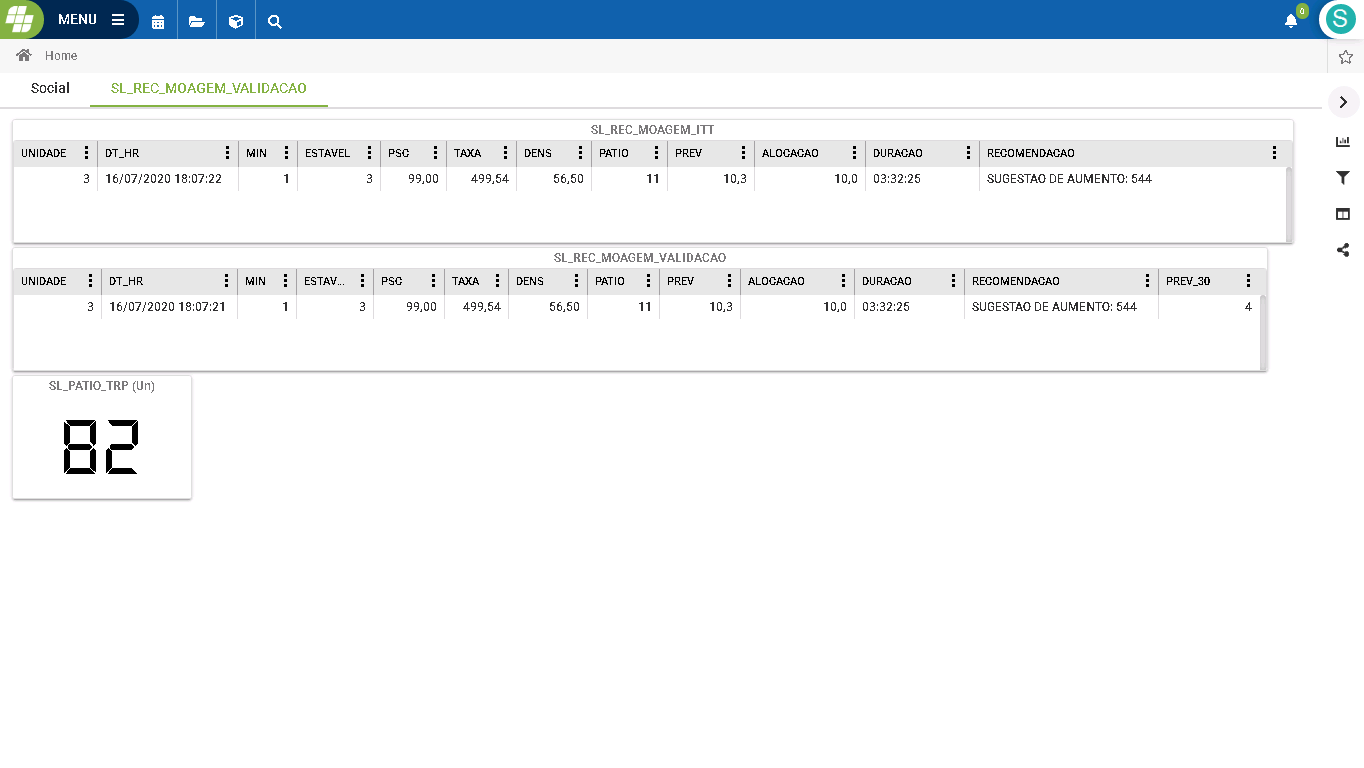 MENU
0
S
Home
Social SL_REC_MOAGEM_VALIDACAO
SL_REC_MOAGEM_ITT
UNIDADE DT_HR MIN ESTAVEL PSC TAXA DENS PATIO PREV ALOCACAO DURACAO RECOMENDACAO
3 16/07/2020 18:07:22 1 3 99,00 499,54 56,50 11 10,3 10,0 03:32:25 SUGESTAO DE AUMENTO: 544
SL_REC_MOAGEM_VALIDACAO
UNIDADE DT_HR MIN ESTAV... PSC TAXA DENS PATIO PREV ALOCACAO DURACAO RECOMENDACAO PREV_30
3 16/07/2020 18:07:21 1 3 99,00 499,54 56,50 11 10,3 10,0 03:32:25 SUGESTAO DE AUMENTO: 544 4
SL_PATIO_TRP (Un)
82